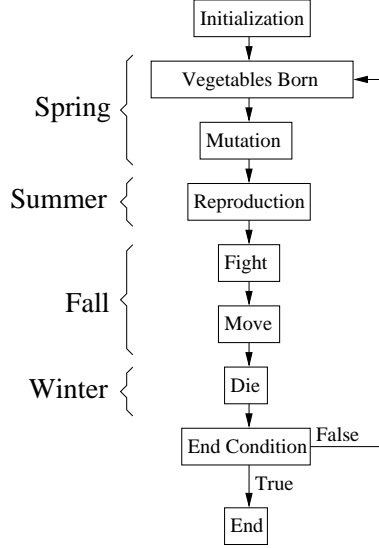 Initialization
Vegetables Born
Spring
Mutation
Summer
Reproduction
Fight
Fall
Move
Winter
Die
End Condition
False
True
End